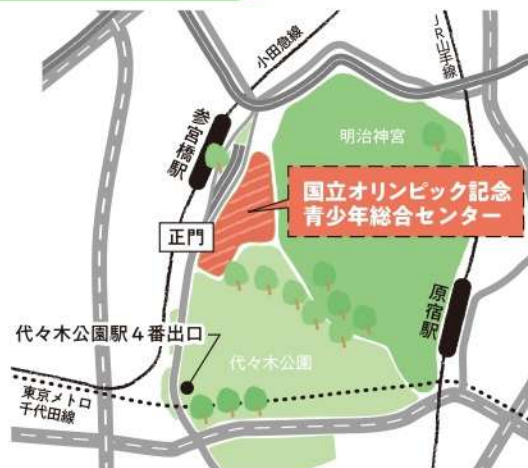 小田急線
JR山手線
参宮橋駅
明治神宮
国立オリンピック記念
青少年総合センター
正門
原宿駅
代々木公園駅4番出口
代々木公園
東京メトロ
千代田線